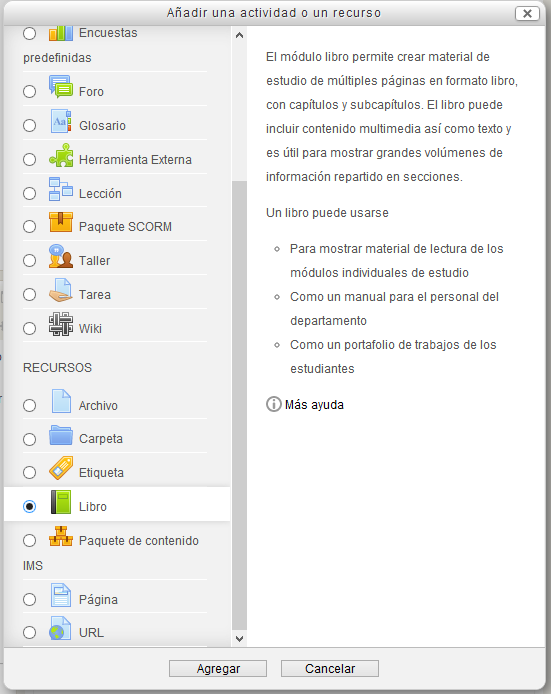 Añadir una actividad o un recurso
Encuestas
predefinidas
Foro
Glosario
Herramienta Externa
Lección
Paquete SCORM
Taller
Tarea
Wiki
RECURSOS
Archivo
Carpeta
Etiqueta
Libro
Paquete de contenido
IMS
Página
URL
El módulo libro permite crear material de
estudio de múltiples páginas en formato libro,
con capítulos y subcapítulos. El libro puede
incluir contenido multimedia así como texto y
es útil para mostrar grandes volúmenes de
información repartido en secciones.
Un libro puede usarse
Para mostrar material de lectura de los
módulos individuales de estudio
Como un manual para el personal del
departamento
Como un portafolio de trabajos de los
estudiantes
Más ayuda
Agregar
Cancelar